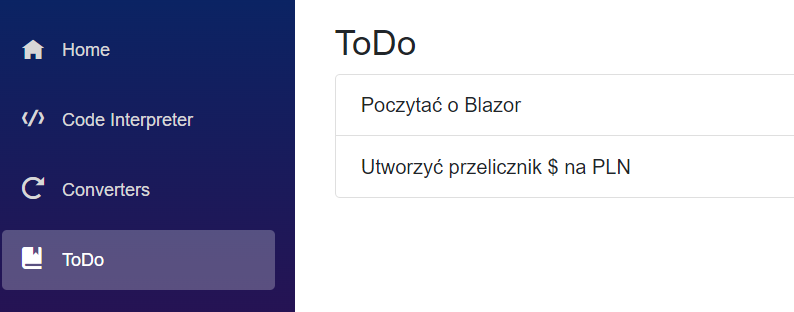 Home
Code Interpreter
Converters
ToDo
ToDo
Poczytać o Blazor
Utworzyć przelicznik $ na PLN